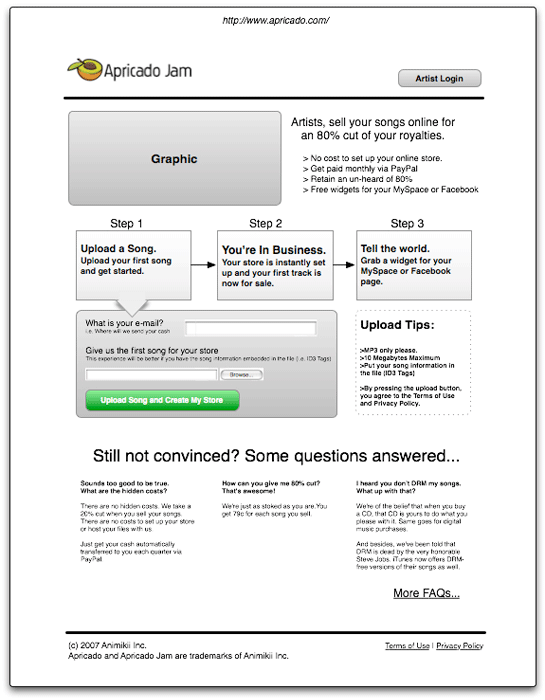 http://www.apricado.com/
Apricado Jam
Artist Login
Graphic
Artists, sell your songs online for
an 80% cut of your royalties.
> No cost to set up your online store.
> Get paid monthly via PayPal
> Retain an un-heard of 80%
> Free widgets for your MySpace or Facebook
Step 1
Step 2
Step 3
Upload a Song.
Upload your first song
and get started.
You're In Business.
Your store is instantly set
up and your first track is
now for sale.
Tell the world.
Grab a widget for your
MySpace or Facebook
page.
What is your e-mail?
i.e. Where will we send your cash
Give us the first song for your store
This experience will be better if you have the song information embedded in the file (i.e. ID3 Tags)
Browse...
Upload Song and Create My Store
Upload Tips:
>MP3 only please.
>10 Megabytes Maximum
>Put your song information in
the file (ID3 Tags)
>By pressing the upload button,
you agree to the Terms of Use
and Privacy Policy.
Still not convinced? Some questions answered...
Sounds too good to be true.
What are the hidden costs?
There are no hidden costs. We take a
20% cut when you sell your songs.
There are no costs to set up your store
or host your files with us.
Just get your cash automatically
transferred to you each quarter via
PayPal
How can you give me 80% cut?
That's awesome!
We're just as stoked as you are. You
get 79¢ for each song you sell.
I heard you don't DRM my songs.
What up with that?
We're of the belief that when you buy
a CD, that CD is yours to do what you
please with it. Same goes for digital
music purchases.
And besides, we've been told that
DRM is dead by the very honorable
Steve Jobs. iTunes now offers DRM-
free versions of their songs as well.
More FAQs...
(c) 2007 Animikii Inc.
Apricado and Apricado Jam are trademarks of Animikii Inc.
Terms of Use | Privacy Policy